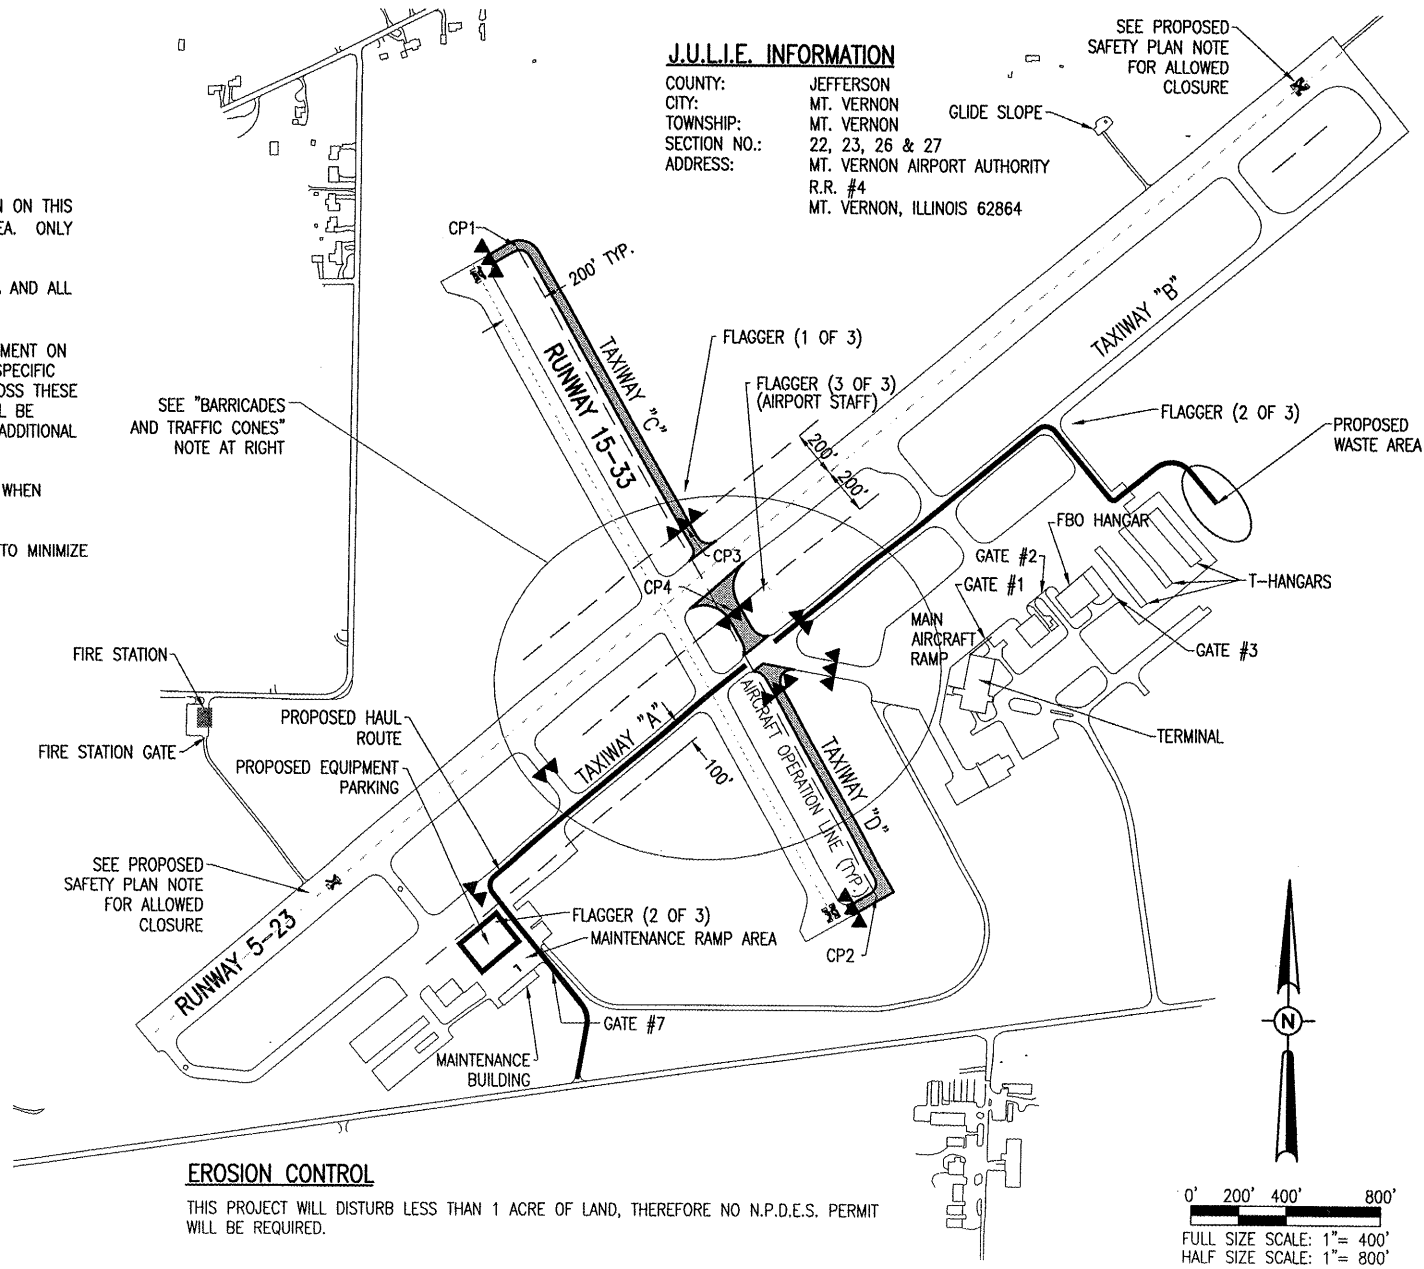 SEE PROPOSED
SAFETY PLAN NOTE
FOR ALLOWED
CLOSURE
J.U.L.I.E. INFORMATION
COUNTY: JEFFERSON
CITY: MT. VERNON
TOWNSHIP: MT. VERNON
SECTION NO.: 22, 23, 26 & 27
ADDRESS: MT. VERNON AIRPORT AUTHORITY
R.R. #4
MT. VERNON, ILLINOIS 62864
GLIDE SLOPE
N ON THIS
EA. ONLY
AND ALL
MENT ON
SPECIFIC
OSS THESE
L BE
ADDITIONAL
WHEN
TO MINIMIZE
CP1
200' TYP.
TAXIWAY "B"
FLAGGER (1 OF 3)
RUNWAY 15-33
TAXIWAY "C"
FLAGGER (3 OF 3)
(AIRPORT STAFF)
SEE "BARRICADES
AND TRAFFIC CONES"
NOTE AT RIGHT
FLAGGER (2 OF 3)
PROPOSED
WASTE AREA
200'
200'
FBO HANGAR
CP3
GATE #2
GATE #1
T-HANGARS
CP4
MAIN
AIRCRAFT
RAMP
GATE #3
FIRE STATION
PROPOSED HAUL
ROUTE
TAXIWAY "A"
AIRCRAFT OPERATION LINE (TYP.)
TAXIWAY "D"
TERMINAL
FIRE STATION GATE
PROPOSED EQUIPMENT
PARKING
100'
SEE PROPOSED
SAFETY PLAN NOTE
FOR ALLOWED
CLOSURE
RUNWAY 5-23
FLAGGER (2 OF 3)
MAINTENANCE RAMP AREA
CP2
GATE #7
MAINTENANCE
BUILDING
N
EROSION CONTROL
THIS PROJECT WILL DISTURB LESS THAN 1 ACRE OF LAND, THEREFORE NO N.P.D.E.S. PERMIT
WILL BE REQUIRED.
0' 200' 400' 800'
FULL SIZE SCALE: 1"= 400'
HALF SIZE SCALE: 1"= 800'